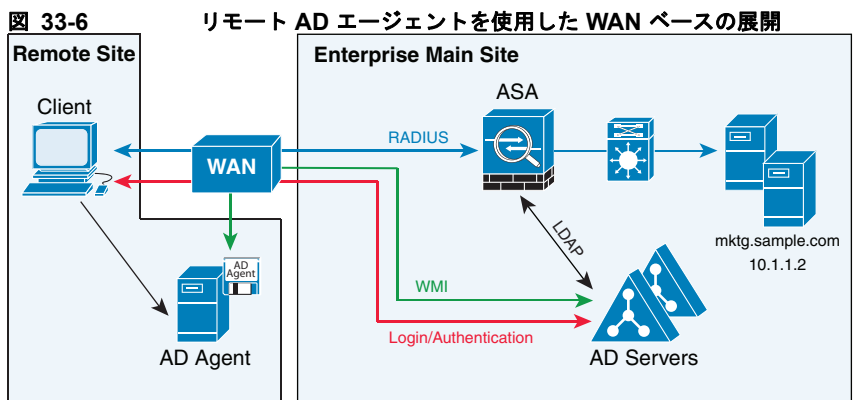 図 33-6 リモート AD エージェントを使用した WAN ベースの展開
Remote Site
Enterprise Main Site
Client
ASA
RADIUS
WAN
LDAP
mktg.sample.com
10.1.1.2
AD
Agent
WMI
AD Agent
Login/Authentication
AD Servers